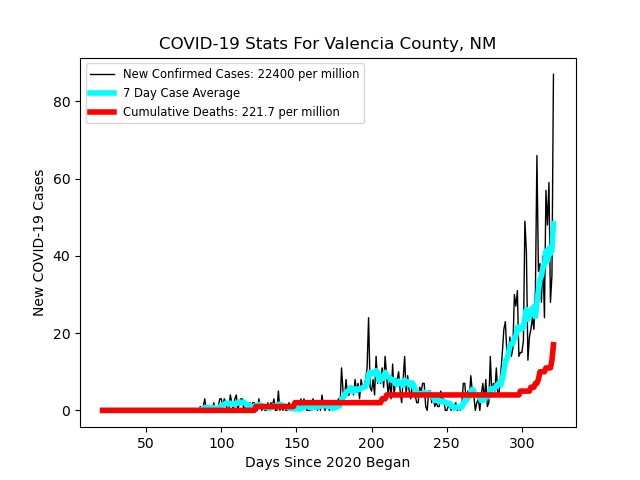 COVID-19 Stats For Valencia County, NM
New Confirmed Cases: 22400 per million
7 Day Case Average
Cumulative Deaths: 221.7 per million
New COVID-19 Cases
80
60
40
20
0
50 100 150 200 250 300
Days Since 2020 Began